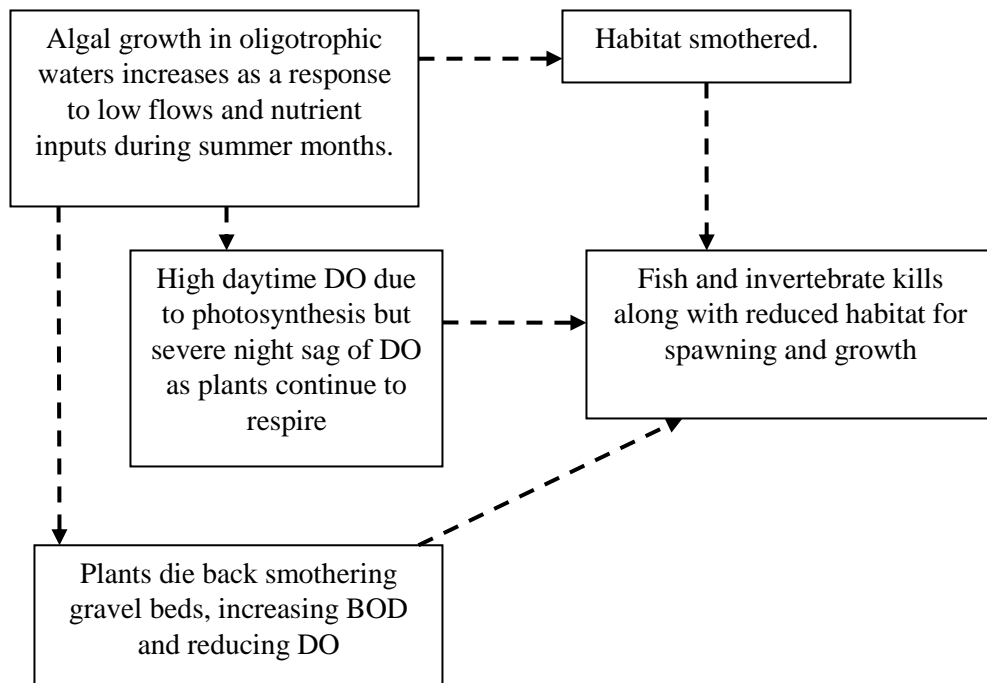 Algal growth in oligotrophic
waters increases as a response
to low flows and nutrient
inputs during summer months.
Habitat smothered.
High daytime DO due
to photosynthesis but
severe night sag of DO
as plants continue to
respire
Fish and invertebrate kills
along with reduced habitat for
spawning and growth
Plants die back smothering
gravel beds, increasing BOD
and reducing DO